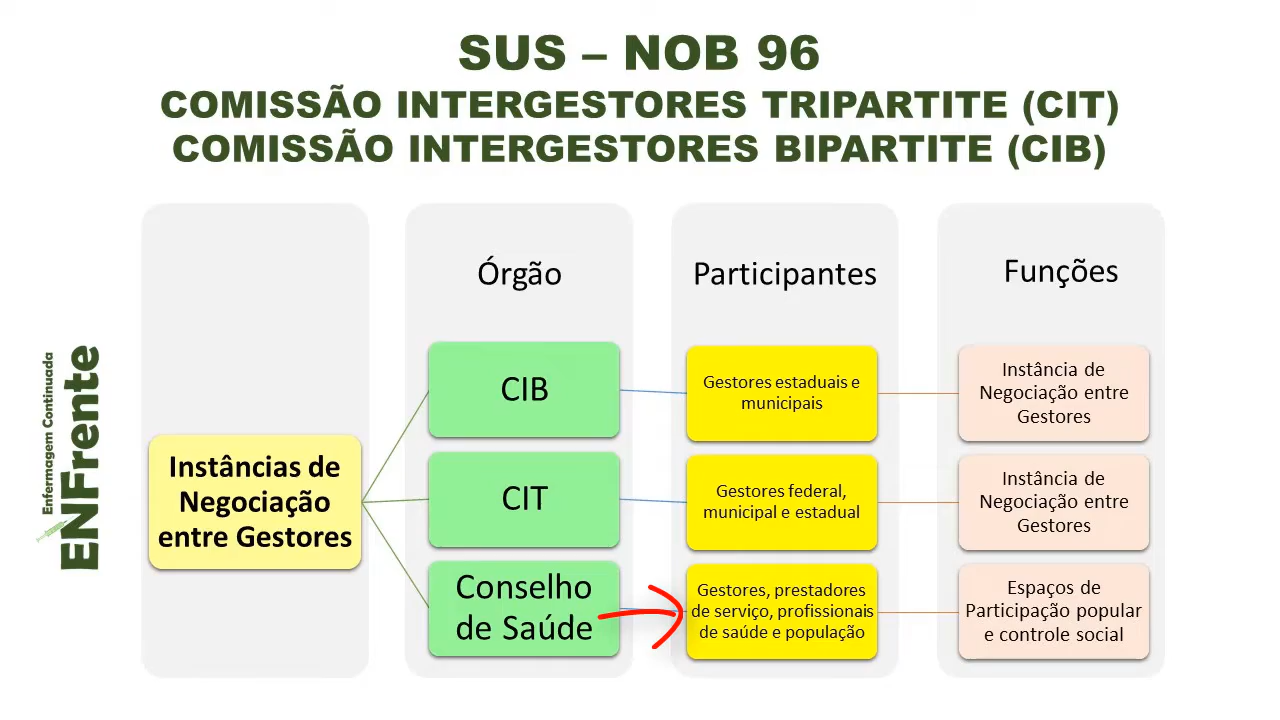 SUS – NOB 96
COMISSÃO INTERGESTORES TRIPARTITE (CIT)
COMISSÃO INTERGESTORES BIPARTITE (CIB)
Enfermagem Continuada
ENFrente
Instâncias de
Negociação
entre Gestores
Órgão
Participantes
Funções
CIB
Gestores estaduais e
municipais
Instância de
Negociação entre
Gestores
CIT
Gestores federal,
municipal e estadual
Instância de
Negociação entre
Gestores
Conselho
de Saúde
Gestores, prestadores
de serviço, profissionais
de saúde e população
Espaços de
Participação popular
e controle social